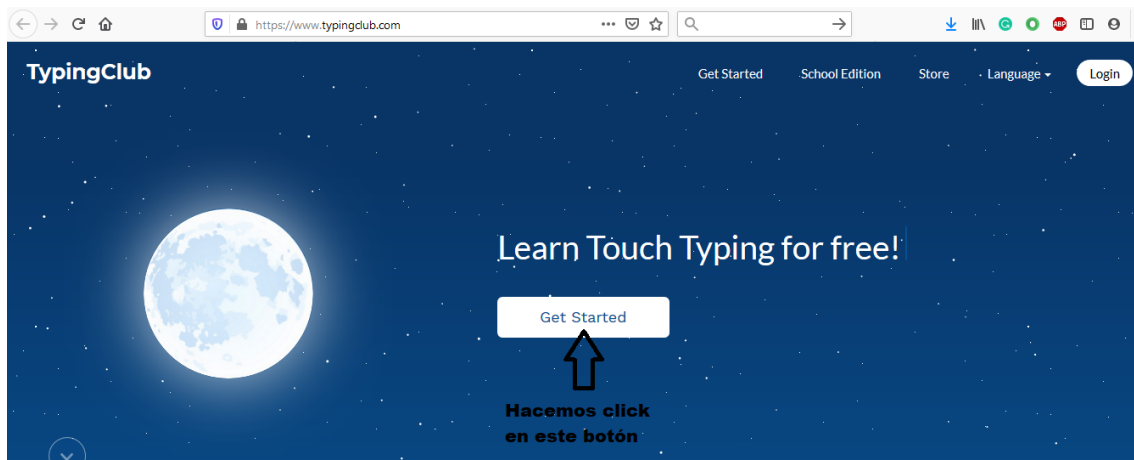 https://www.typingclub.com
TypingClub
Get Started
School Edition
Store
Language
Login
Learn Touch Typing for free!
Get Started
Hacemos click
en este botón